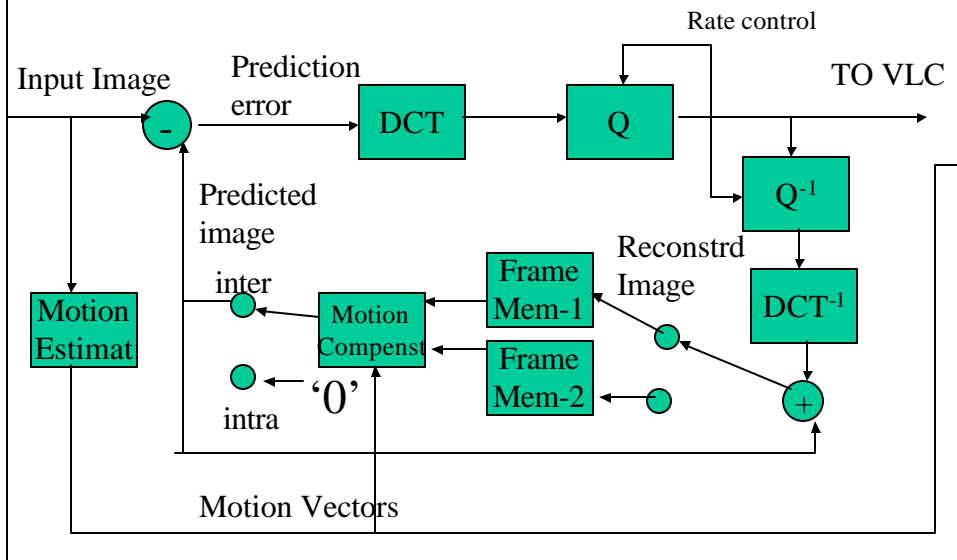 Rate control
Input Image
Prediction
error
TO VLC
-
DCT
Q
Q-1
Predicted
image
Reconstrd
Image
inter
Frame
Mem-1
DCT-1
Motion
Estimat
Motion
Compenst
Frame
Mem-2
'0'
+
intra
Motion Vectors